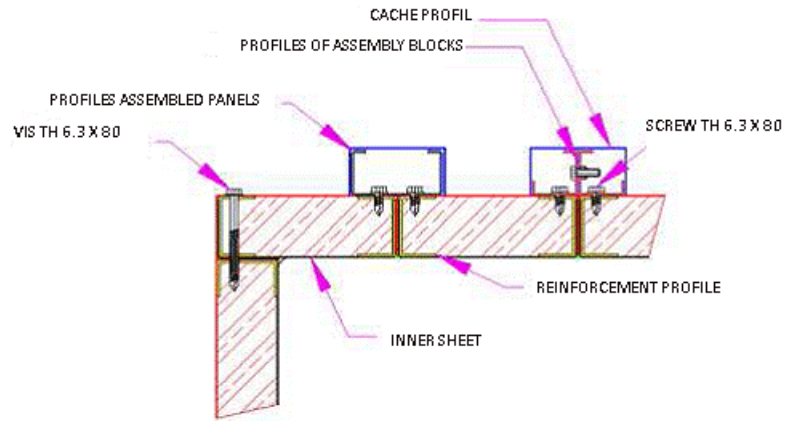 CACHE PROFIL
PROFILES OF ASSEMBLY BLOCKS
PROFILES ASSEMBLED PANELS
VIS TH 6.3 X 80
SCREW TH 6.3 X 80
REINFORCEMENT PROFILE
INNER SHEET